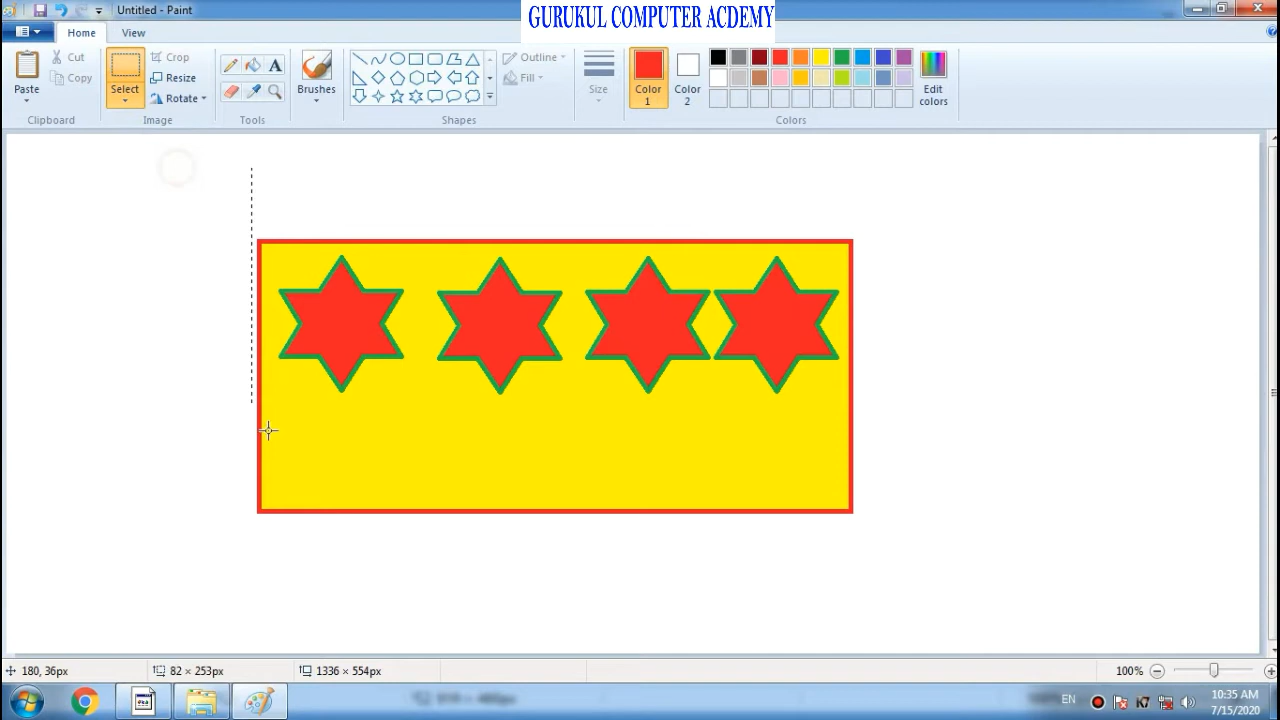 Untitled - Paint
GURUKUL COMPUTER ACDEMY
Home
View
Paste
Cut
Copy
Clipboard
Select
Crop
Resize
Rotate
Image
A
Tools
Brushes
Outline
Fill
Shapes
Size
Color 1
Color 2
Edit colors
Colors
180, 36px
82 × 253px
1336 × 554px
100%
EN
K7
10:35 AM
7/15/2020